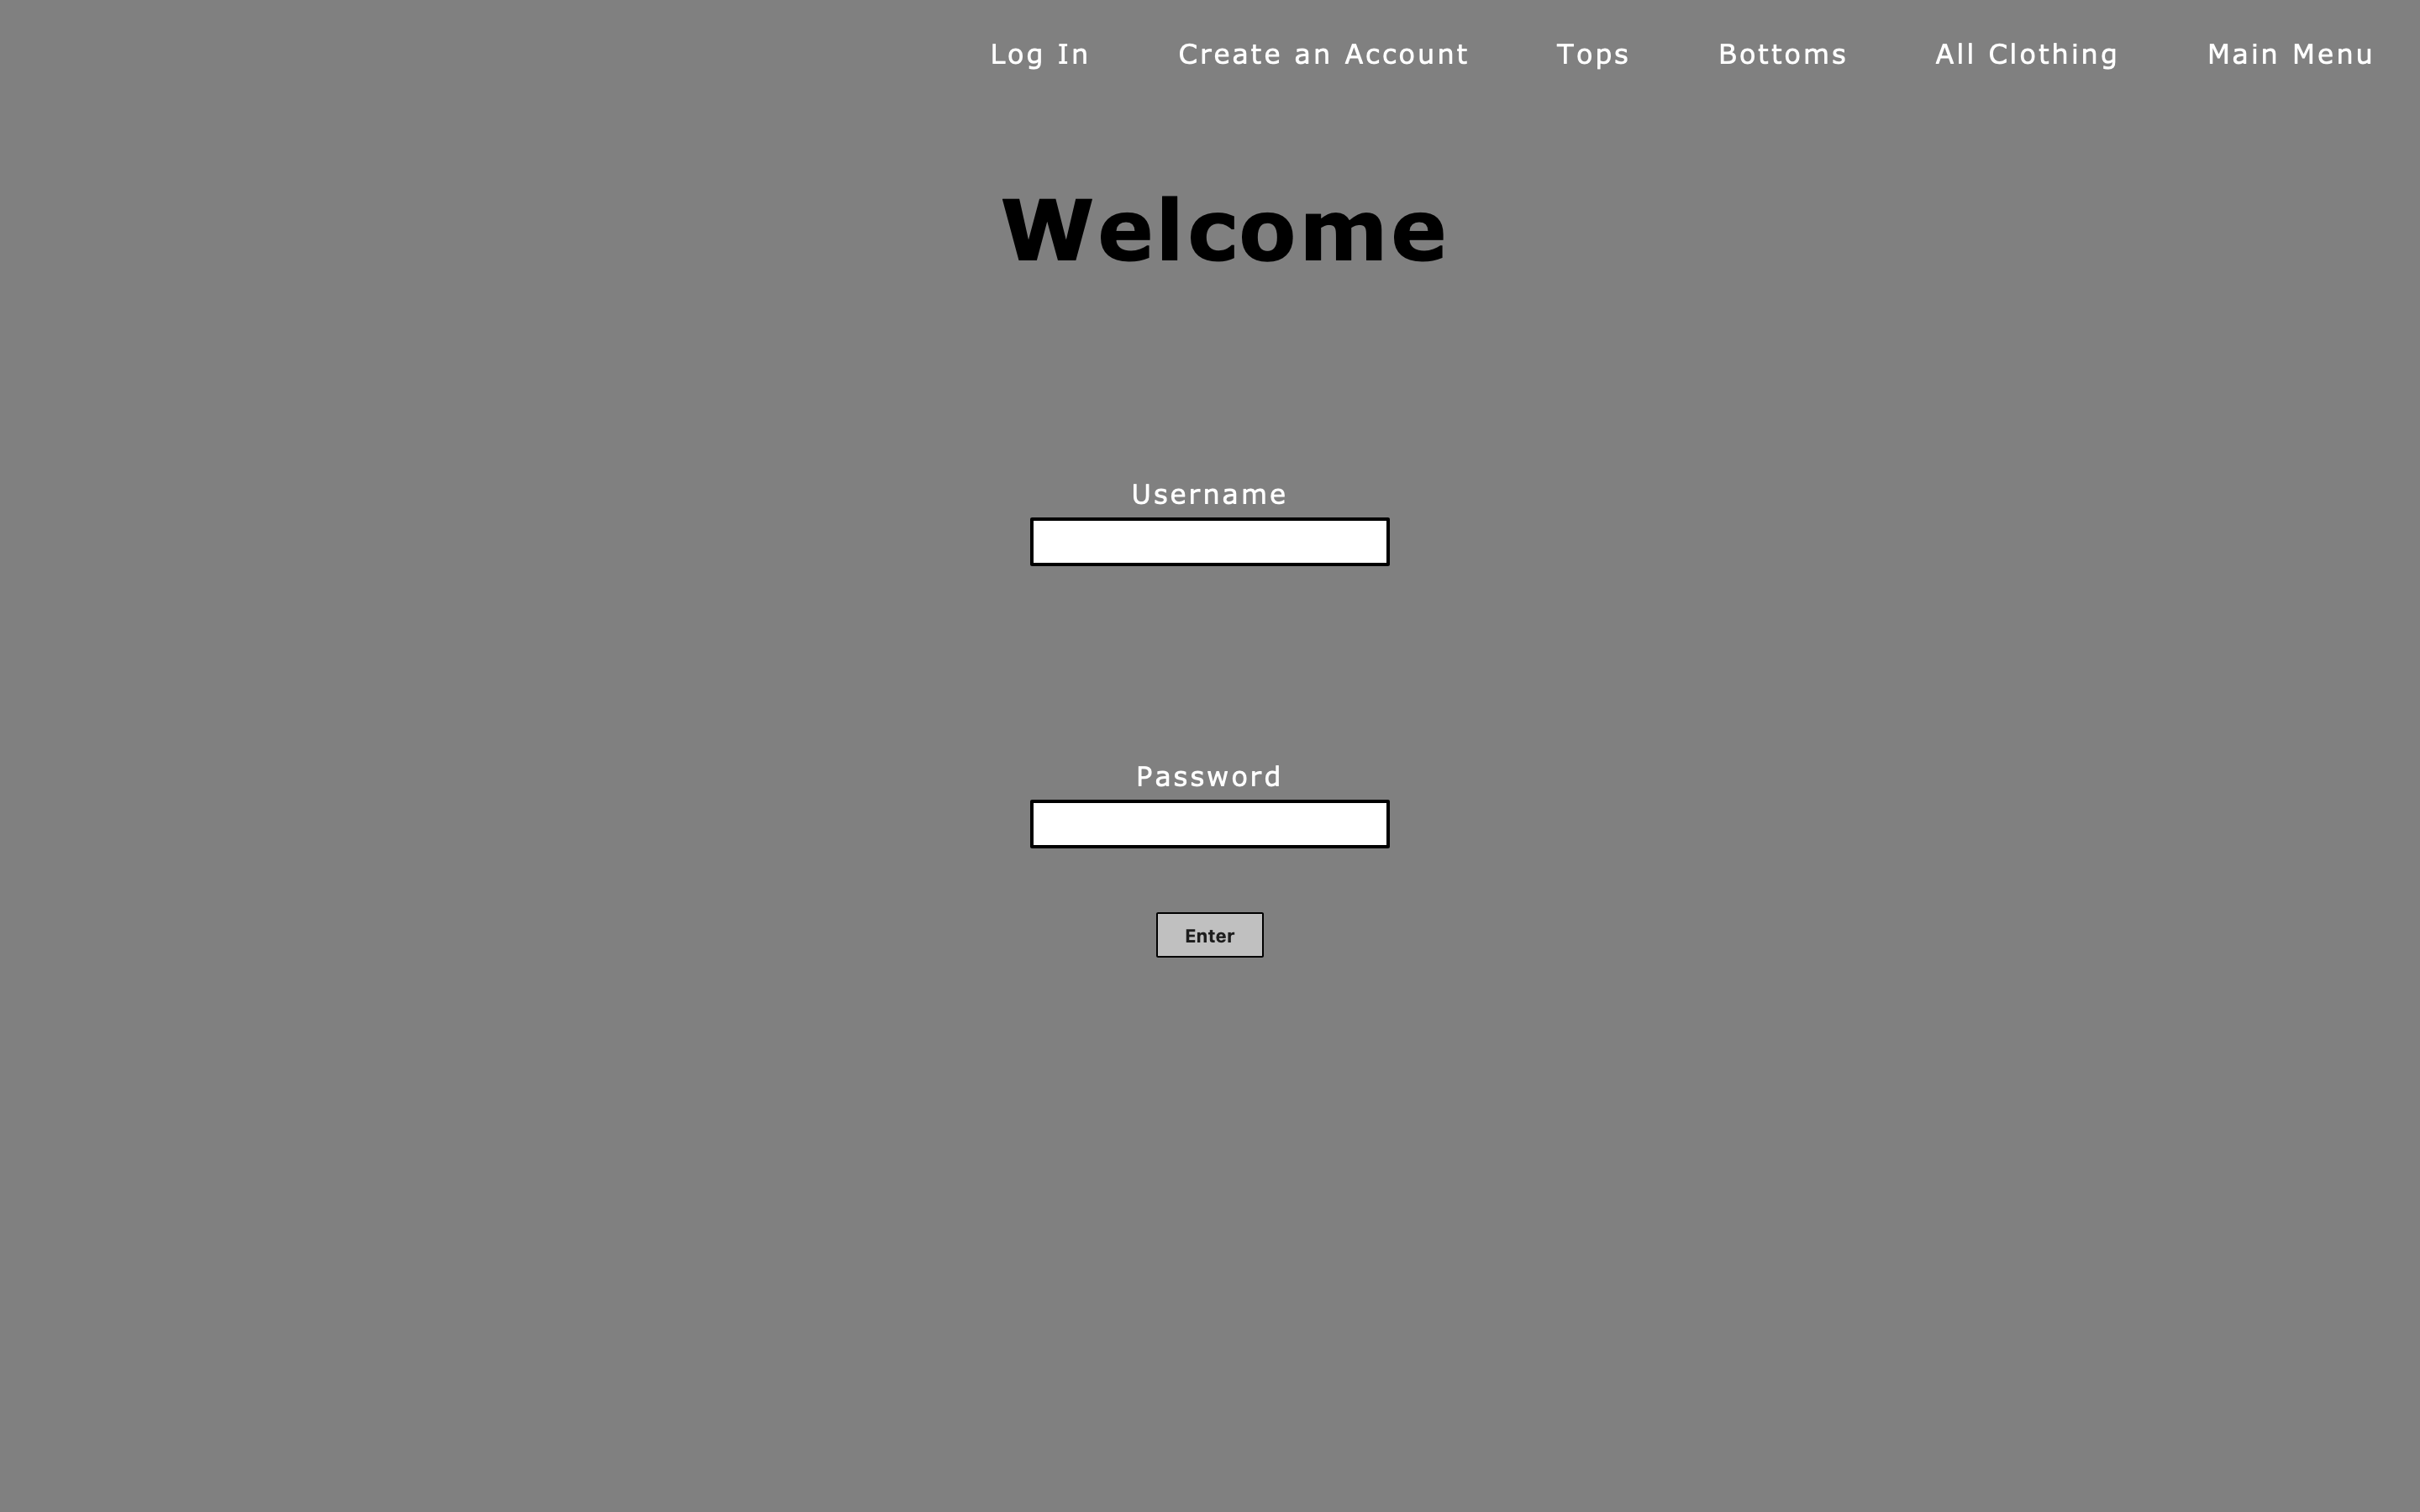 Log In Create an Account Tops Bottoms All Clothing Main Menu
Welcome
Username
Password
Enter